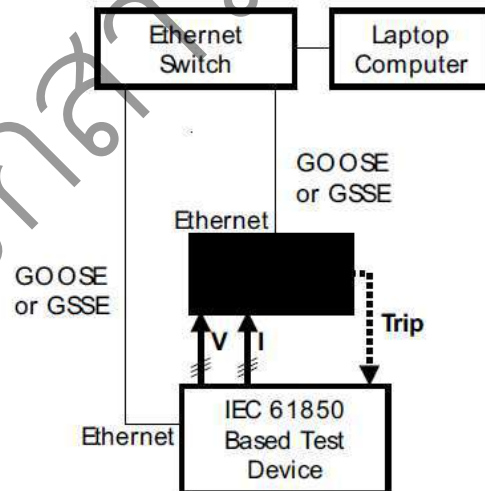 Ethernet
Switch
Laptop
Computer
GOOSE
or GSSE
Ethernet
GOOSE
or GSSE
V
I
Trip
Ethernet
IEC 61850
Based Test
Device